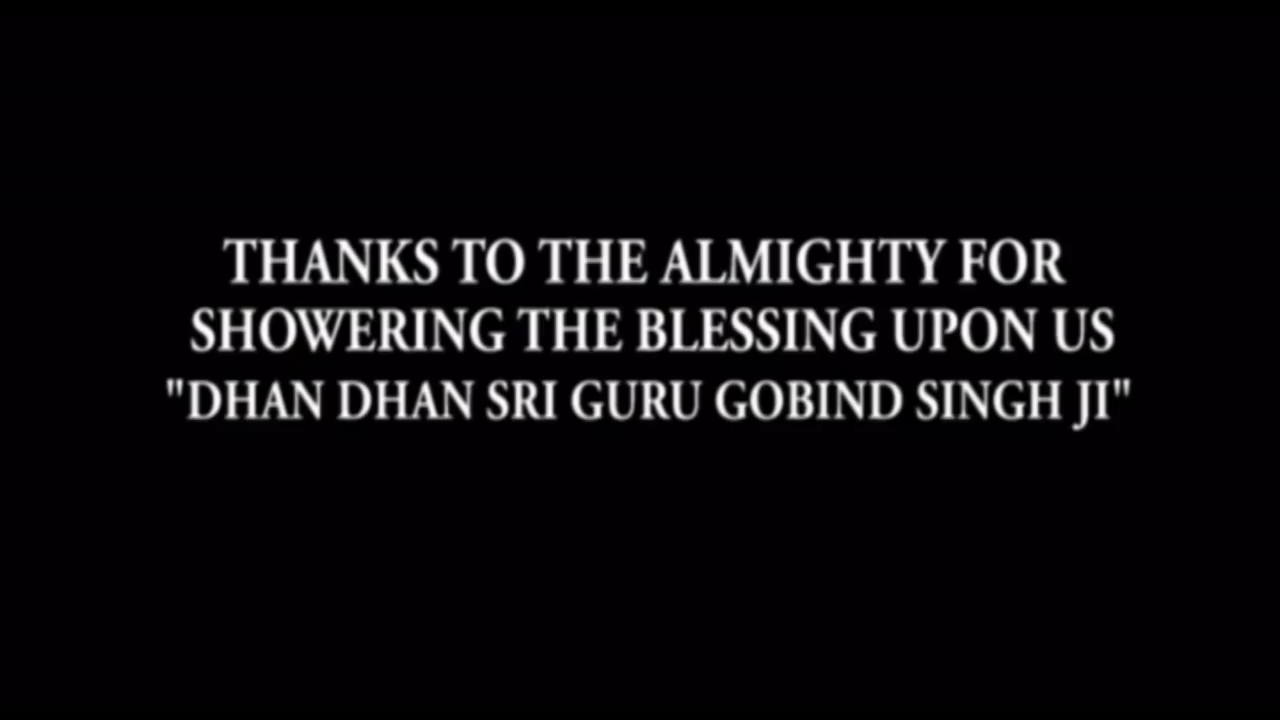 THANKS TO THE ALMIGHTY FOR
SHOWERING THE BLESSING UPON US
"DHAN DHAN SRI GURU GOBIND SINGH JI"